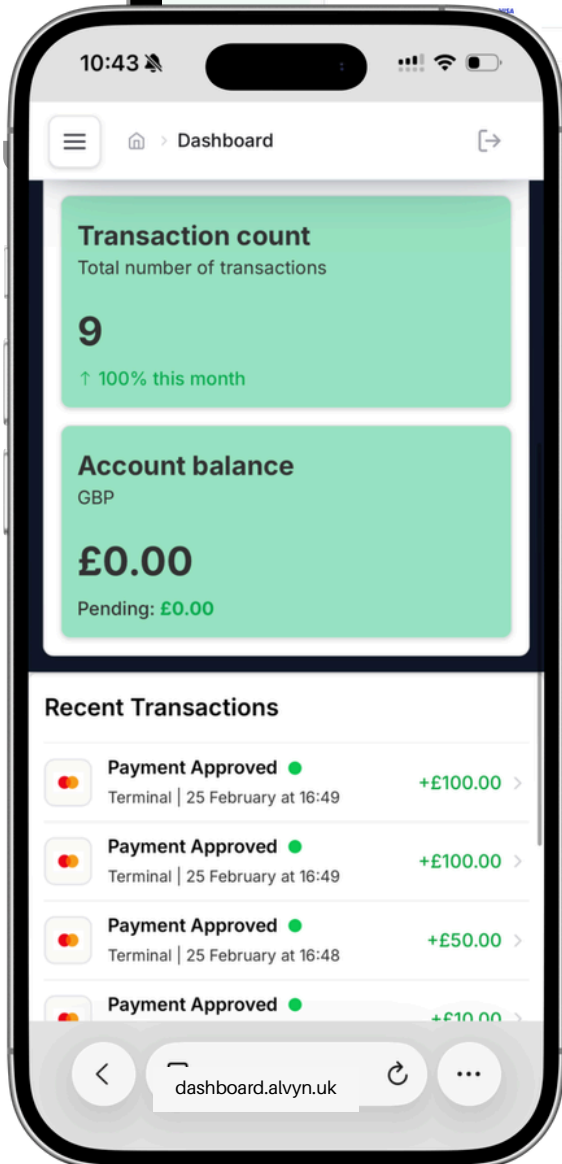 VISA
10:43
Dashboard
Transaction count
Total number of transactions
9
↑ 100% this month
Account balance
GBP
£0.00
Pending: £0.00
Recent Transactions
Payment Approved
+£100.00
Terminal | 25 February at 16:49
Payment Approved
+£100.00
Terminal | 25 February at 16:49
Payment Approved
+£50.00
Terminal | 25 February at 16:48
Payment Approved
+£10.00
dashboard.alvyn.uk